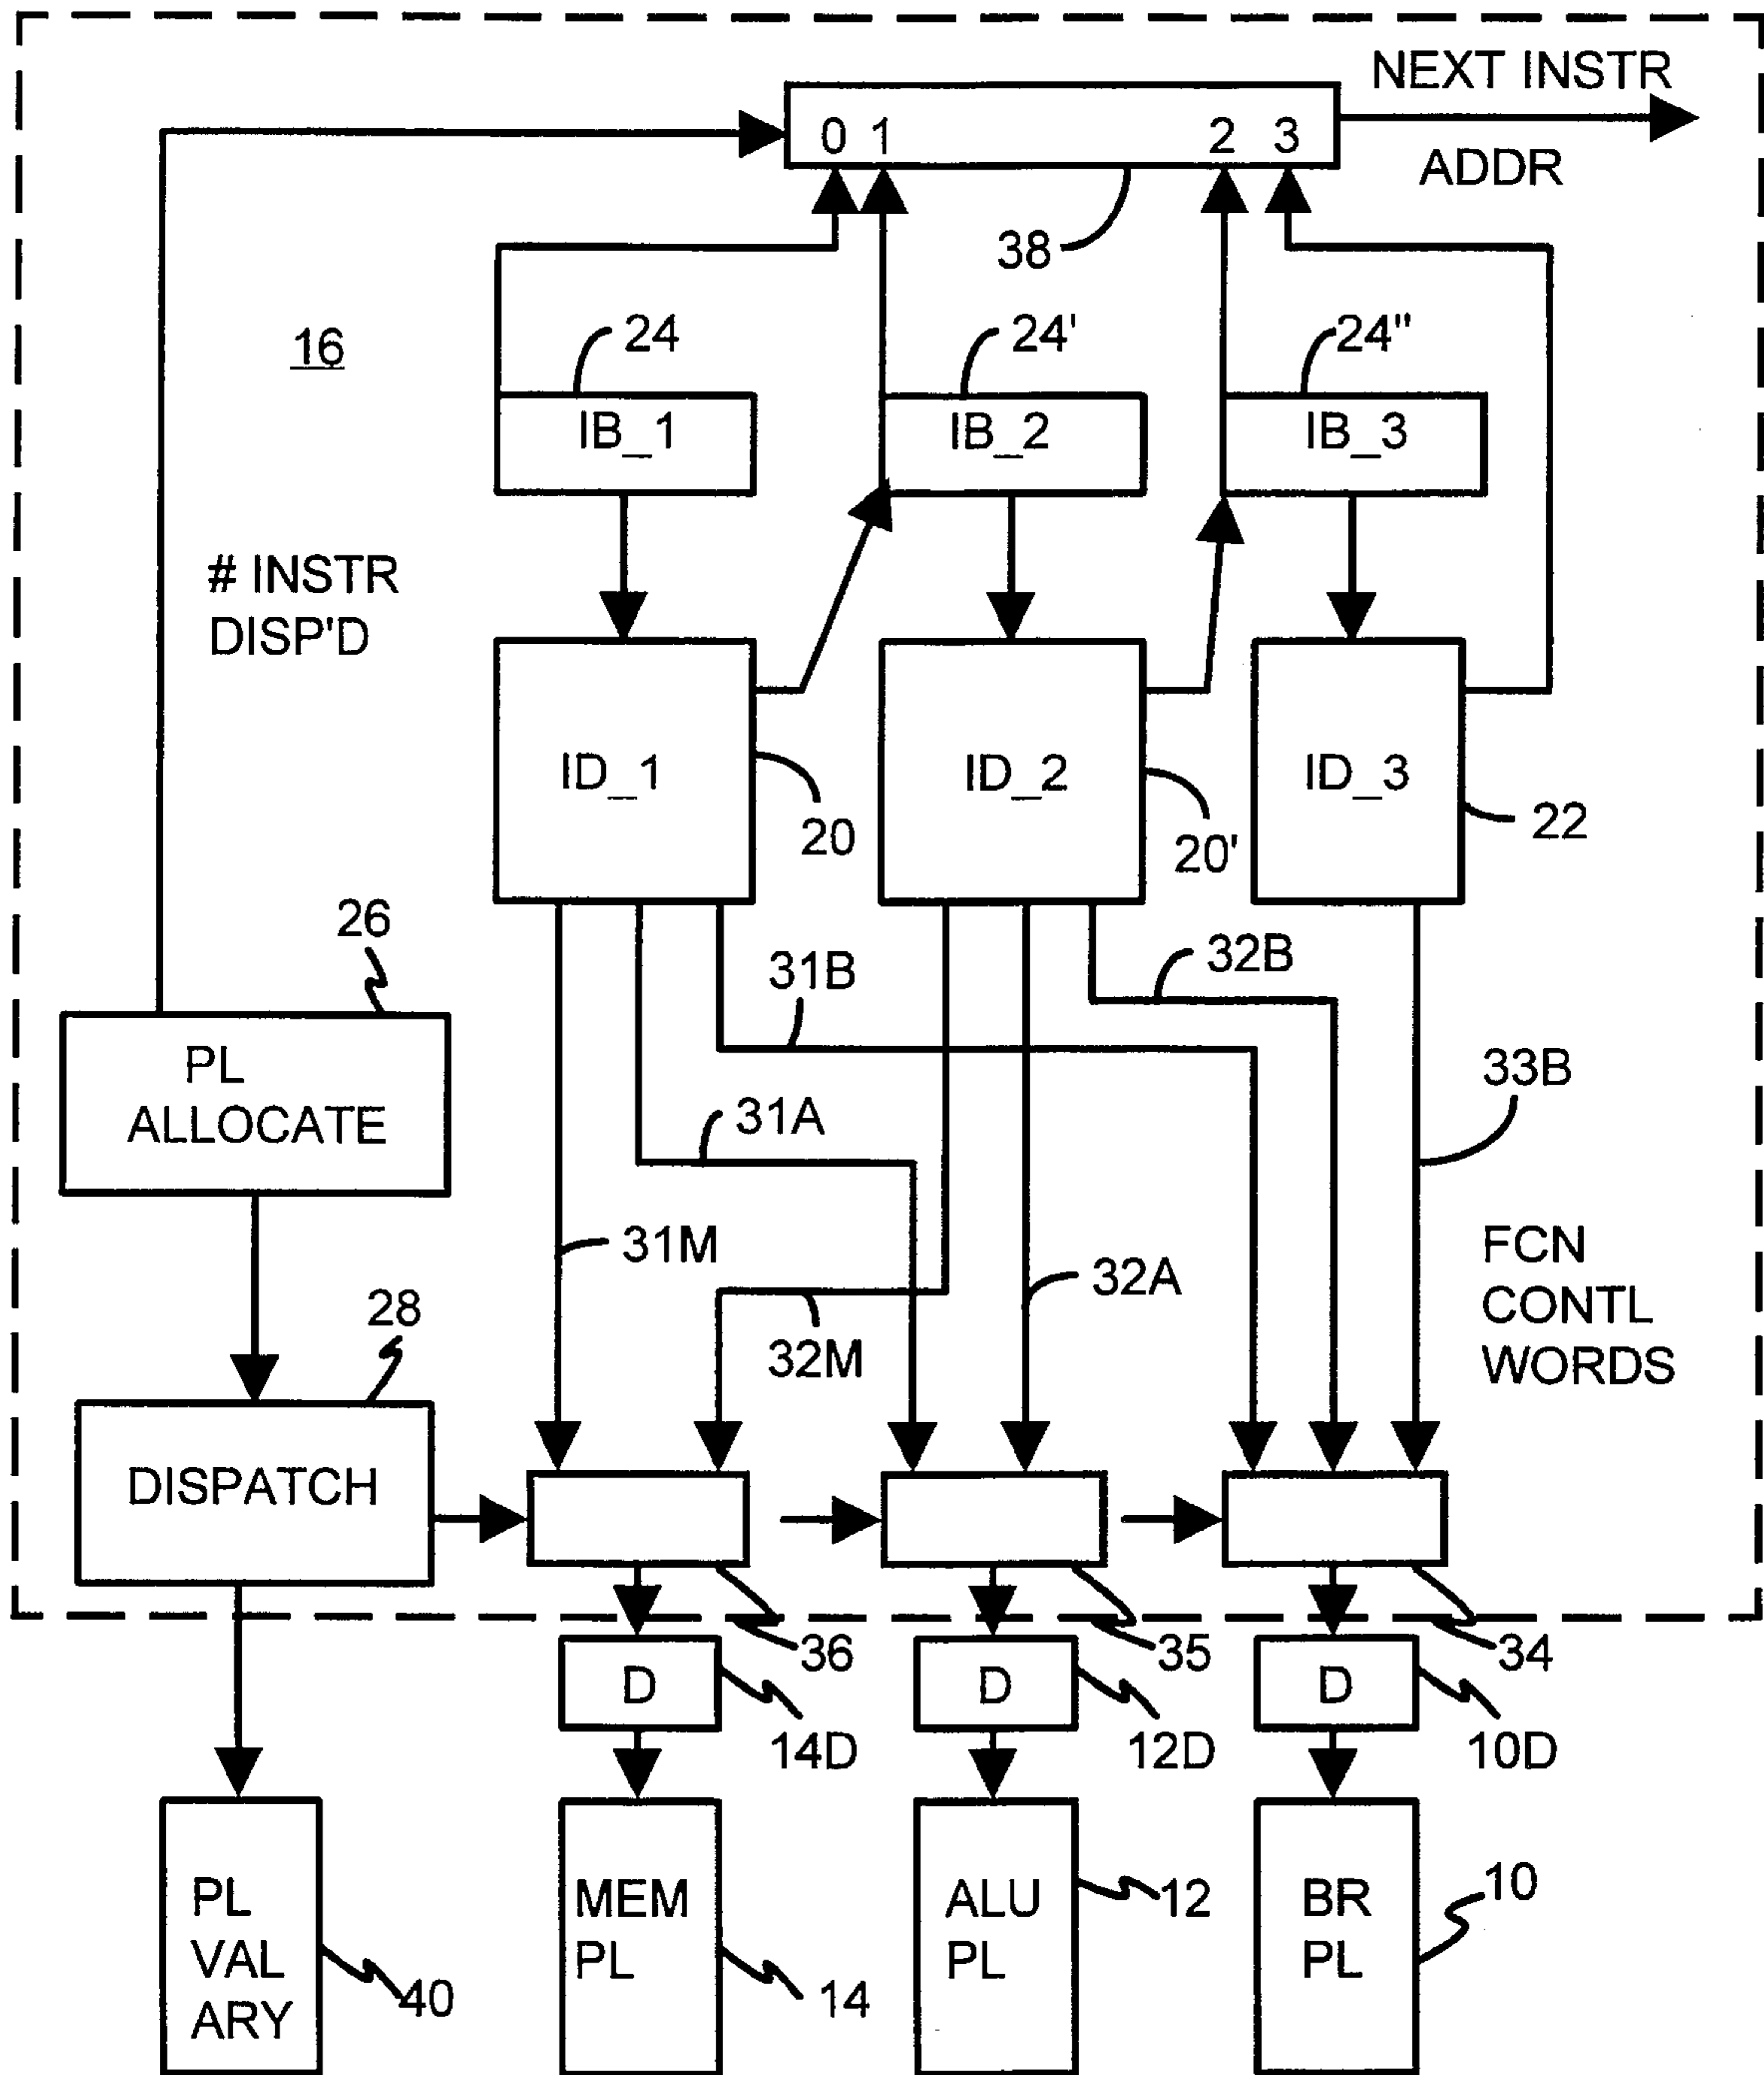 NEXT INSTR
0 1 2 3
ADDR
38
16
24
24'
24"
IB_1
IB_2
IB_3
# INSTR
DISP'D
ID_1
ID_2
ID_3
20
20'
22
26
31B
32B
PL
ALLOCATE
31A
33B
31M
32A
32M
FCN
CONTL
WORDS
28
DISPATCH
36
35
34
D
D
D
14D
12D
10D
PL
VAL
ARY
40
MEM
PL
14
ALU
PL
12
BR
PL
10